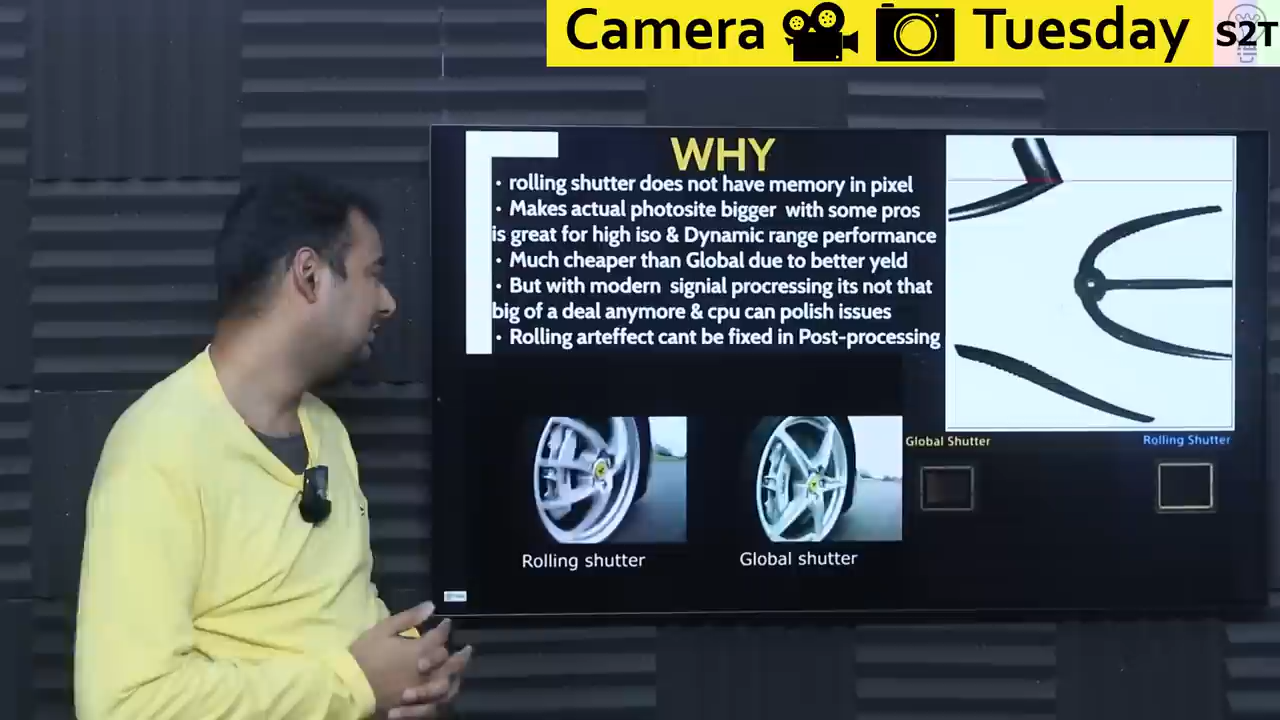 Camera Tuesday S2T
WHY
• rolling shutter does not have memory in pixel
• Makes actual photosite bigger with some pros
is great for high iso & Dynamic range performance
• Much cheaper than Global due to better yeld
• But with modern signial procressing its not that
big of a deal anymore & cpu can polish issues
• Rolling arteffect cant be fixed in Post-processing
Global Shutter
Rolling Shutter
Rolling shutter
Global shutter